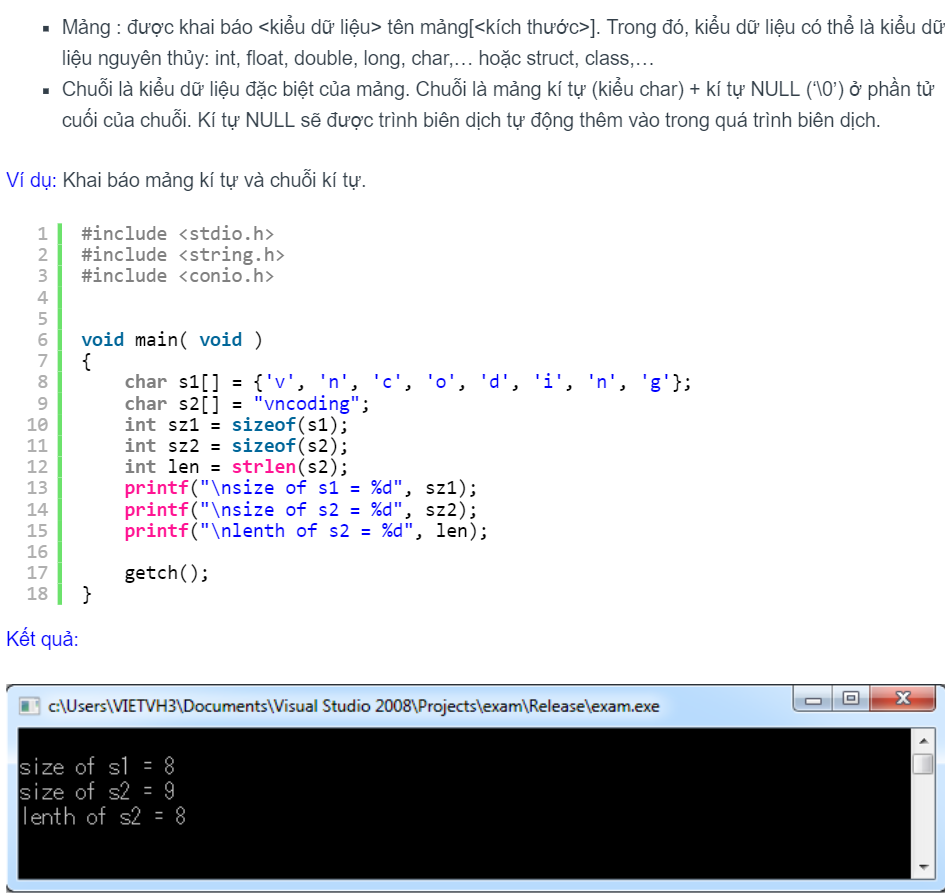 Mảng : được khai báo <kiểu dữ liệu> tên mảng[<kích thước>]. Trong đó, kiểu dữ liệu có thể là kiểu dữ
liệu nguyên thủy: int, float, double, long, char,… hoặc struct, class,…
Chuỗi là kiểu dữ liệu đặc biệt của mảng. Chuỗi là mảng kí tự (kiểu char) + kí tự NULL ('\0') ở phần tử
cuối của chuỗi. Kí tự NULL sẽ được trình biên dịch tự động thêm vào trong quá trình biên dịch.
Ví dụ: Khai báo mảng kí tự và chuỗi kí tự.
1 #include <stdio.h>
2 #include <string.h>
3 #include <conio.h>
4
5
6 void main( void )
7 {
8 char s1[] = {'v', 'n', 'c', 'o', 'd', 'i', 'n', 'g'};
9 char s2[] = "vncoding";
10 int sz1 = sizeof(s1);
11 int sz2 = sizeof(s2);
12 int len = strlen(s2);
13 printf("\nsize of s1 = %d", sz1);
14 printf("\nsize of s2 = %d", sz2);
15 printf("\nlenth of s2 = %d", len);
16
17 getch();
18 }
Kết quả:
c:\Users\VIETVH3\Documents\Visual Studio 2008\Projects\exam\Release\exam.exe
size of s1 = 8
size of s2 = 9
lenth of s2 = 8